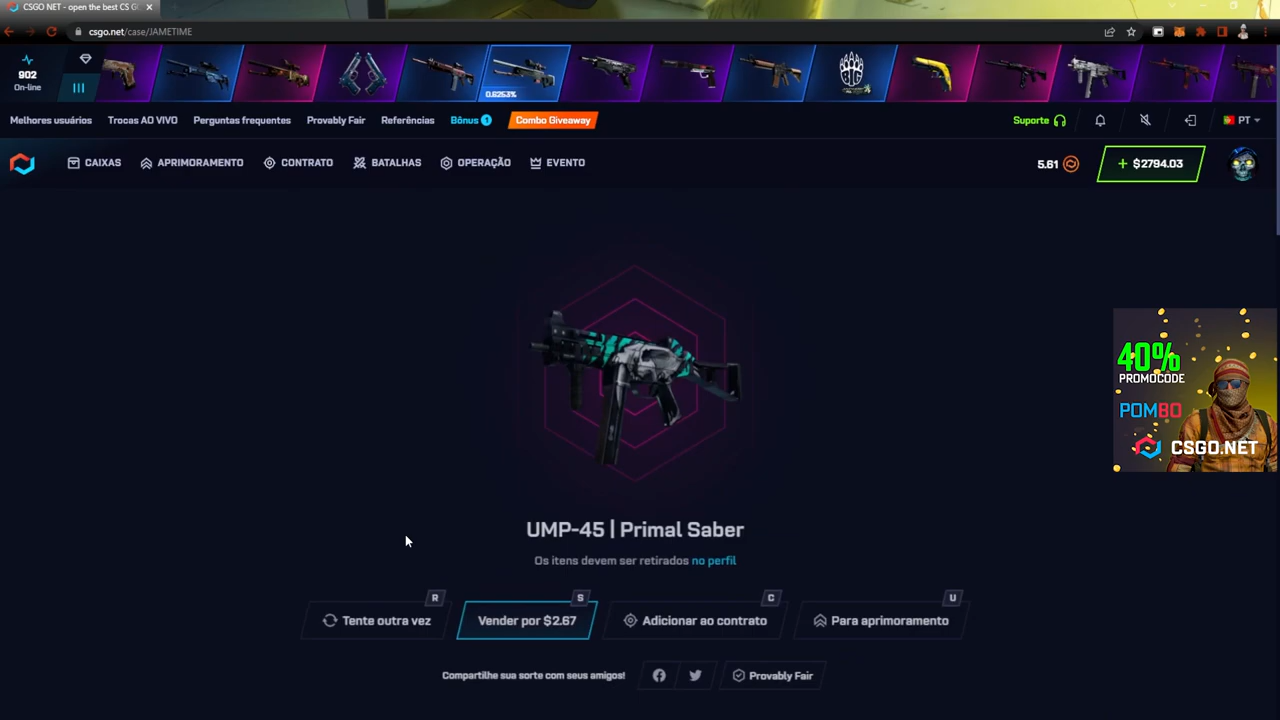 CSGO NET - open the best CS G
csgo.net/case/JAMETIME
902
On-line
0.6253%
Melhores usuários
Trocas AO VIVO
Perguntas frequentes
Provably Fair
Referências
Bônus 1
Combo Giveaway
Suporte
PT
CAIXAS
APRIMORAMENTO
CONTRATO
BATALHAS
OPERAÇÃO
EVENTO
5.61
+ $2794.03
40%
PROMOCODE
POMBO
CSGO.NET
UMP-45 | Primal Saber
Os itens devem ser retirados no perfil
R
S
C
U
Tente outra vez
Vender por $2.67
Adicionar ao contrato
Para aprimoramento
Compartilhe sua sorte com seus amigos!
Provably Fair